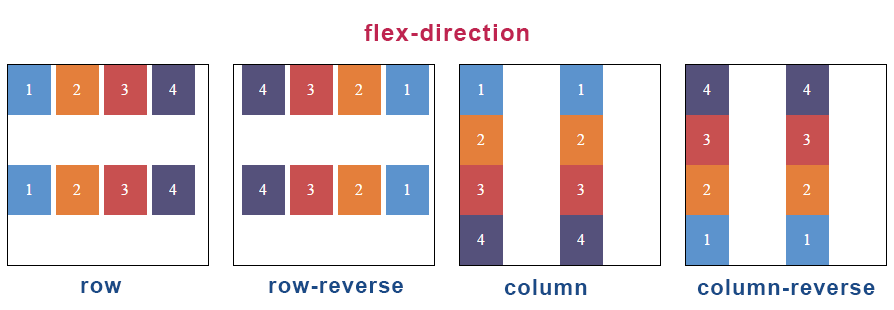 flex-direction
1 2 3 4
1 2 3 4
row
4 3 2 1
4 3 2 1
row-reverse
1 1
2 2
3 3
4 4
column
4 4
3 3
2 2
1 1
column-reverse